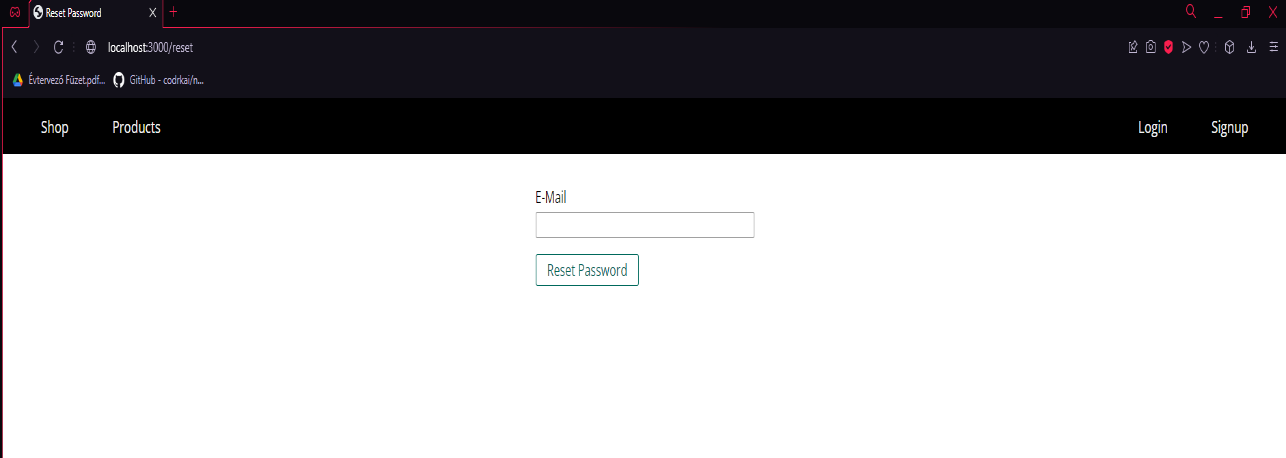 Reset Password
localhost:3000/reset
Évtervező Füzet.pdf... GitHub - codrkai/n...
Shop Products Login Signup
E-Mail
Reset Password